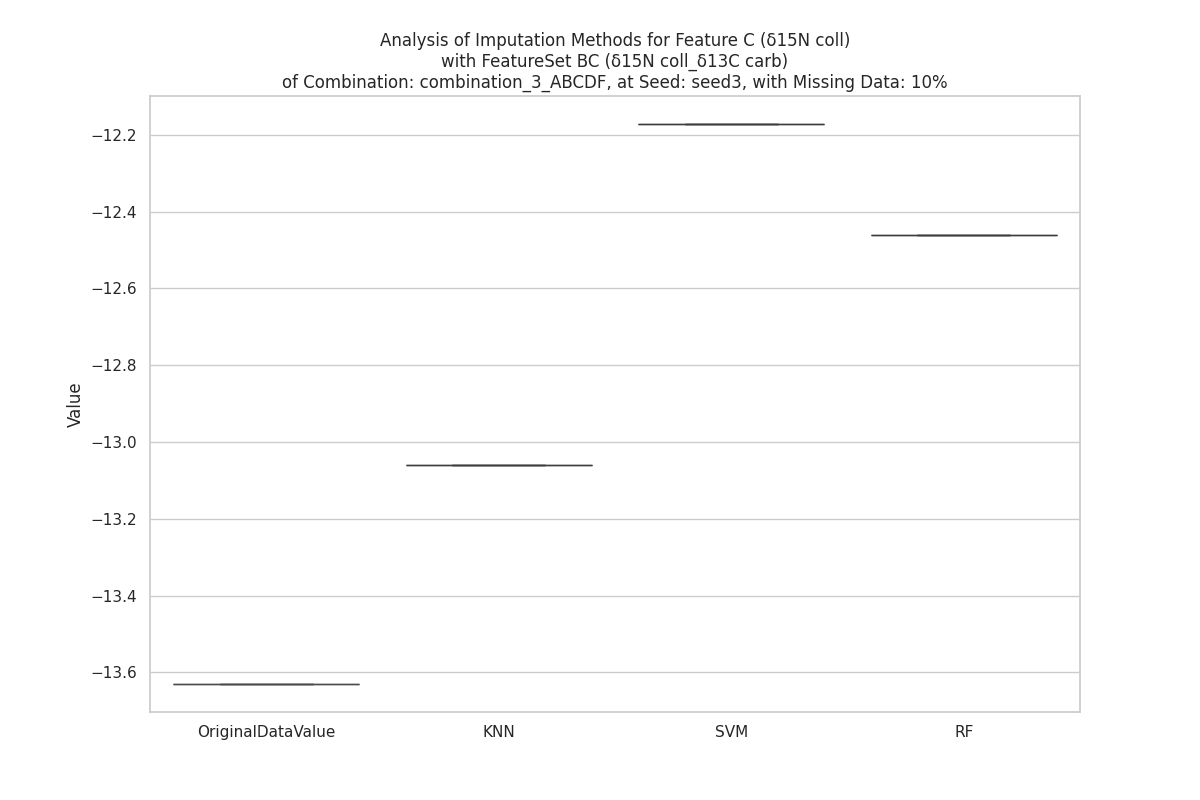 Analysis of Imputation Methods for Feature C (δ15N coll)
with FeatureSet BC (δ15N coll_δ13C carb)
of Combination: combination_3_ABCDF, at Seed: seed3, with Missing Data: 10%
Value
−12.2
−12.4
−12.6
−12.8
−13.0
−13.2
−13.4
−13.6
OriginalDataValue KNN SVM RF